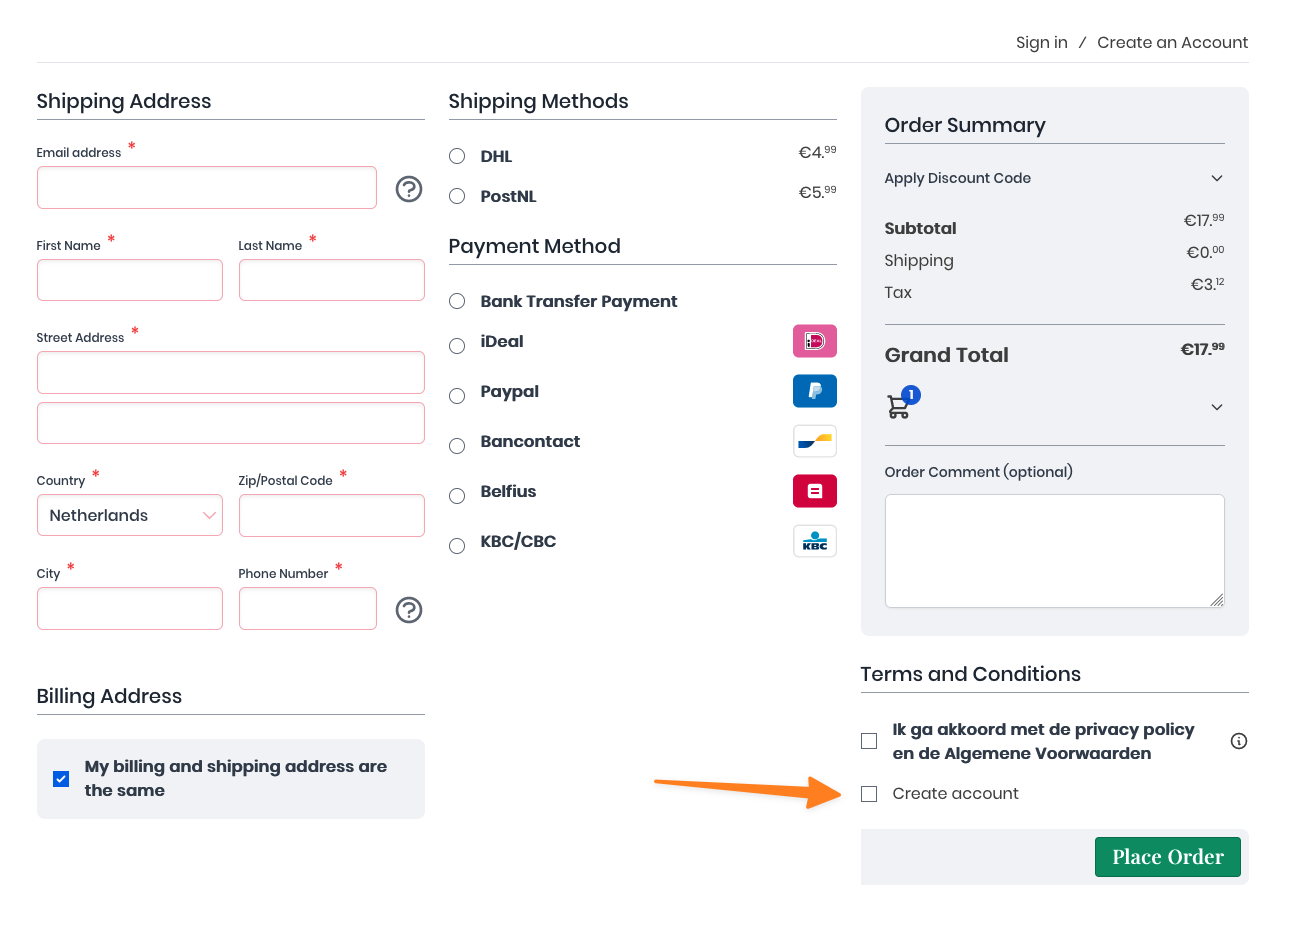 Sign in / Create an Account
Shipping Address
Email address *
First Name *
Last Name *
Street Address *
Country *
Zip/Postal Code *
Netherlands
City *
Phone Number *
Billing Address
My billing and shipping address are
the same
Shipping Methods
DHL €4.99
PostNL €5.99
Payment Method
Bank Transfer Payment
iDeal
Paypal
Bancontact
Belfius
KBC/CBC
KBC
Order Summary
Apply Discount Code
Subtotal €17.99
Shipping €0.00
Tax €3.12
Grand Total €17.99
1
Order Comment (optional)
Terms and Conditions
Ik ga akkoord met de privacy policy
en de Algemene Voorwaarden
Create account
Place Order